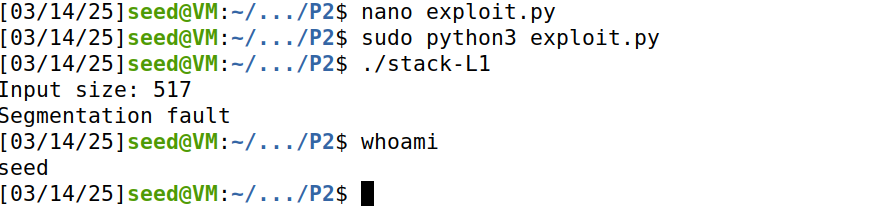 [03/14/25]seed@VM:~/.../P2$ nano exploit.py
[03/14/25]seed@VM:~/.../P2$ sudo python3 exploit.py
[03/14/25]seed@VM:~/.../P2$ ./stack-L1
Input size: 517
Segmentation fault
[03/14/25]seed@VM:~/.../P2$ whoami
seed
[03/14/25]seed@VM:~/.../P2$